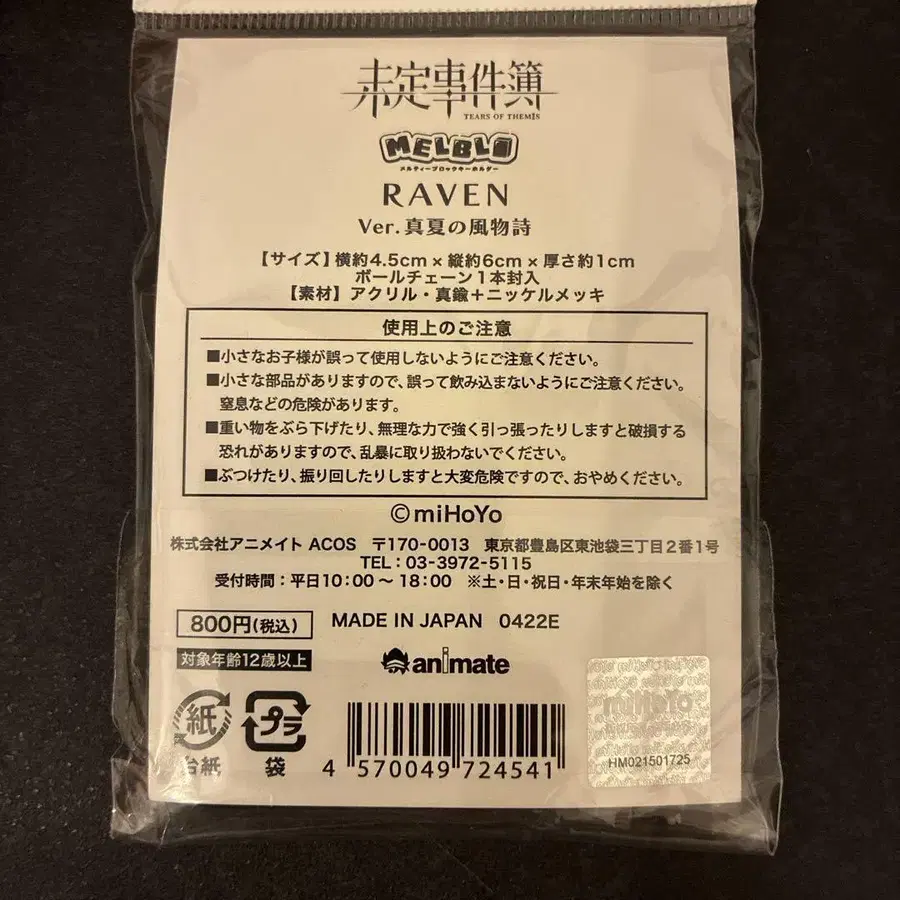 未定事件簿
TEARS OF THEMIS
MELBLO
メルティーブロックキーホルダー
RAVEN
Ver.真夏の風物詩
【サイズ】横約4.5cm × 縦約6cm × 厚さ約1cm
ボールチェーン1本封入
【素材】アクリル・真鍮＋ニッケルメッキ
使用上のご注意
■小さなお子様が誤って使用しないようにご注意ください。
■小さな部品がありますので、誤って飲み込まないようにご注意ください。
窒息などの危険があります。
■重い物をぶら下げたり、無理な力で強く引っ張ったりしますと破損する
恐れがありますので、乱暴に取り扱わないでください。
■ぶつけたり、振り回したりしますと大変危険ですので、おやめください。
©miHoYo
株式会社アニメイト ACOS 〒170-0013 東京都豊島区東池袋三丁目2番1号
TEL：03-3972-5115
受付時間：平日10：00～18：00 ※土・日・祝日・年末年始を除く
800円(税込) MADE IN JAPAN 0422E
対象年齢12歳以上
animate
紙
台紙
プラ
袋
4 570049 724541
miHoYo
HM021501725